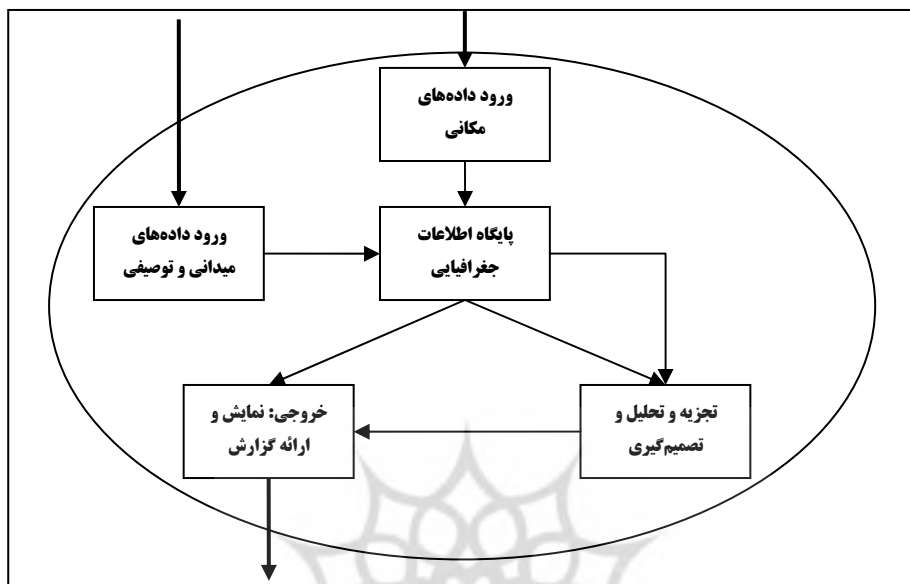 ورود داده‌های
مکانی
ورود داده‌های
میدانی و توصیفی
پایگاه اطلاعات
جغرافیایی
خروجی: نمایش و
ارائه گزارش
تجزیه و تحلیل و
تصمیم‌گیری